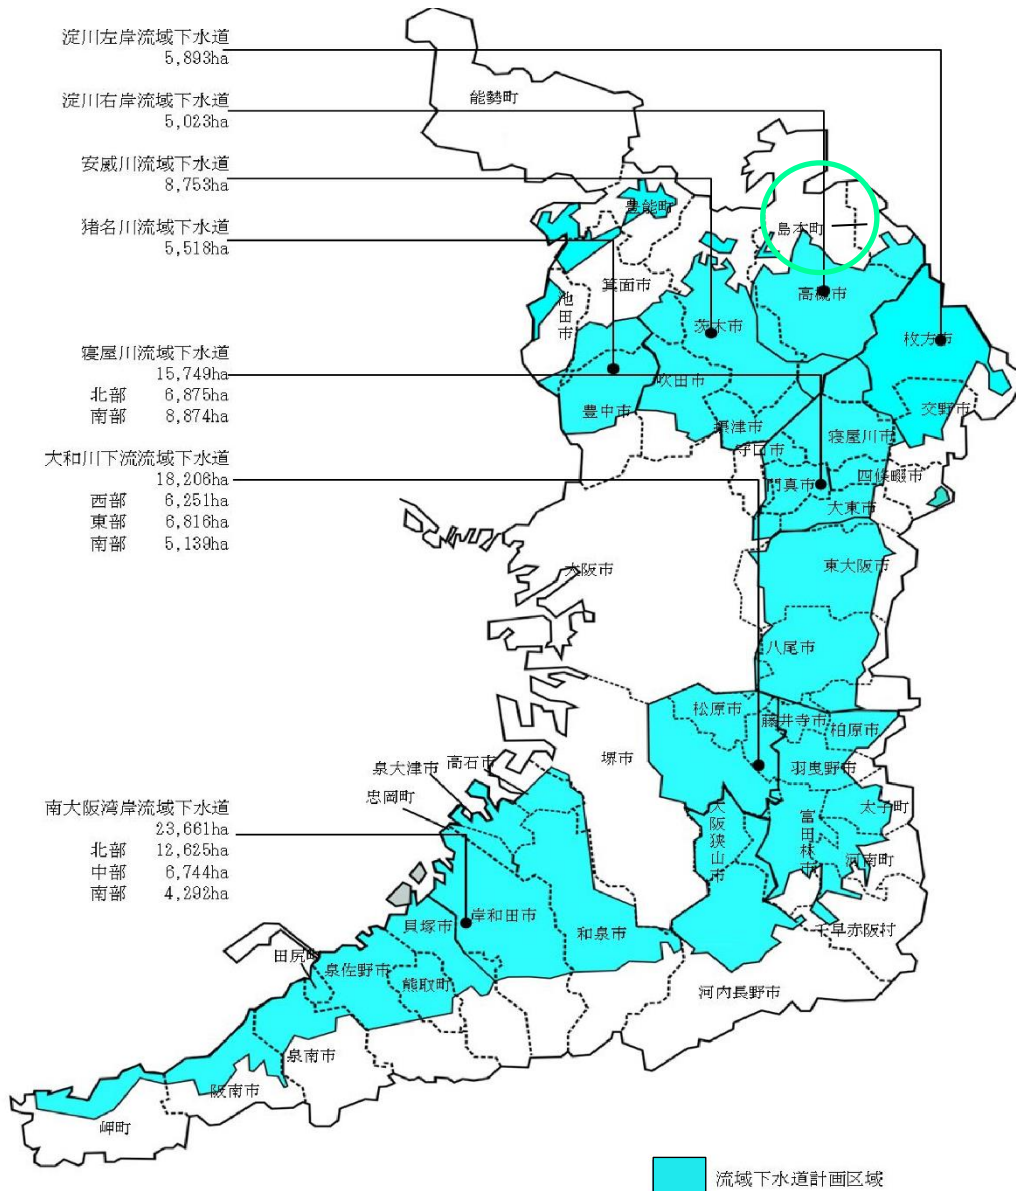 淀川左岸流域下水道
5,893ha
淀川右岸流域下水道
5,023ha
安威川流域下水道
8,753ha
猪名川流域下水道
5,518ha
寝屋川流域下水道
15,749ha
北部 6,875ha
南部 8,874ha
大和川下流流域下水道
18,206ha
西部 6,251ha
東部 6,816ha
南部 5,139ha
南大阪湾岸流域下水道
23,661ha
北部 12,625ha
中部 6,744ha
南部 4,292ha
能勢町
豊能町
島本町
箕面市
池田市
高槻市
茨木市
枚方市
吹田市
豊中市
摂津市
交野市
寝屋川市
守口市
門真市
四條畷市
大東市
東大阪市
大阪市
八尾市
松原市
藤井寺市
柏原市
堺市
羽曳野市
高石市
泉大津市
忠岡町
大阪狭山市
富田林市
太子町
河南町
千早赤阪村
岸和田市
和泉市
貝塚市
田尻町
泉佐野市
熊取町
河内長野市
泉南市
阪南市
岬町
流域下水道計画区域